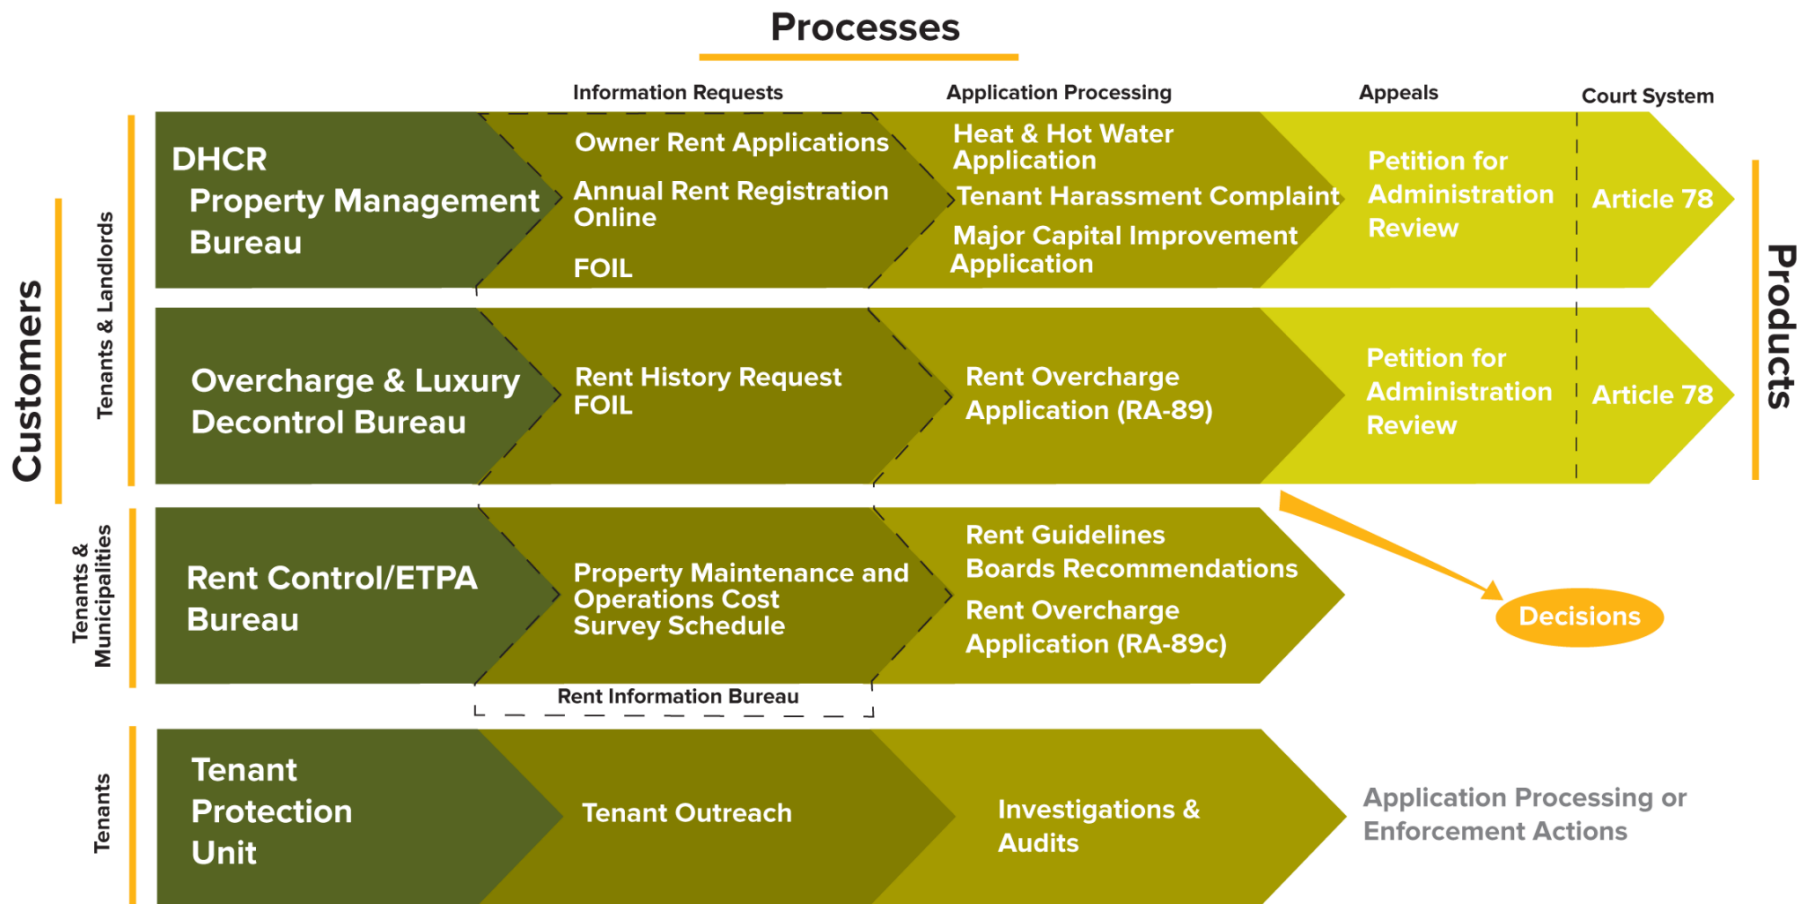 Processes
Information Requests
Application Processing
Appeals
Court System
Customers
Products
Tenants & Landlords
DHCR
Property Management
Bureau
Owner Rent Applications
Annual Rent Registration
Online
FOIL
Heat & Hot Water
Application
Tenant Harassment Complaint
Major Capital Improvement
Application
Petition for
Administration
Review
Article 78
Overcharge & Luxury
Decontrol Bureau
Rent History Request
FOIL
Rent Overcharge
Application (RA-89)
Petition for
Administration
Review
Article 78
Tenants &
Municipalities
Rent Control/ETPA
Bureau
Property Maintenance and
Operations Cost
Survey Schedule
Rent Guidelines
Boards Recommendations
Rent Overcharge
Application (RA-89c)
Decisions
Rent Information Bureau
Tenants
Tenant
Protection
Unit
Tenant Outreach
Investigations &
Audits
Application Processing or
Enforcement Actions